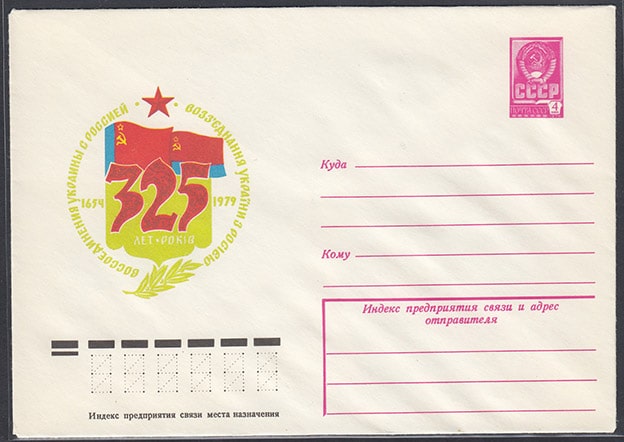 ВОССОЕДИНЕНИЯ УКРАИНЫ С РОССИЕЙ • ВОЗЗ'ЄДНАННЯ УКРАЇНИ З РОСІЄЮ
1654 325 1979
ЛЕТ • РОКІВ
СССР
ПОЧТА СССР 4
Куда
Кому
Индекс предприятия связи и адрес
отправителя
Индекс предприятия связи места назначения